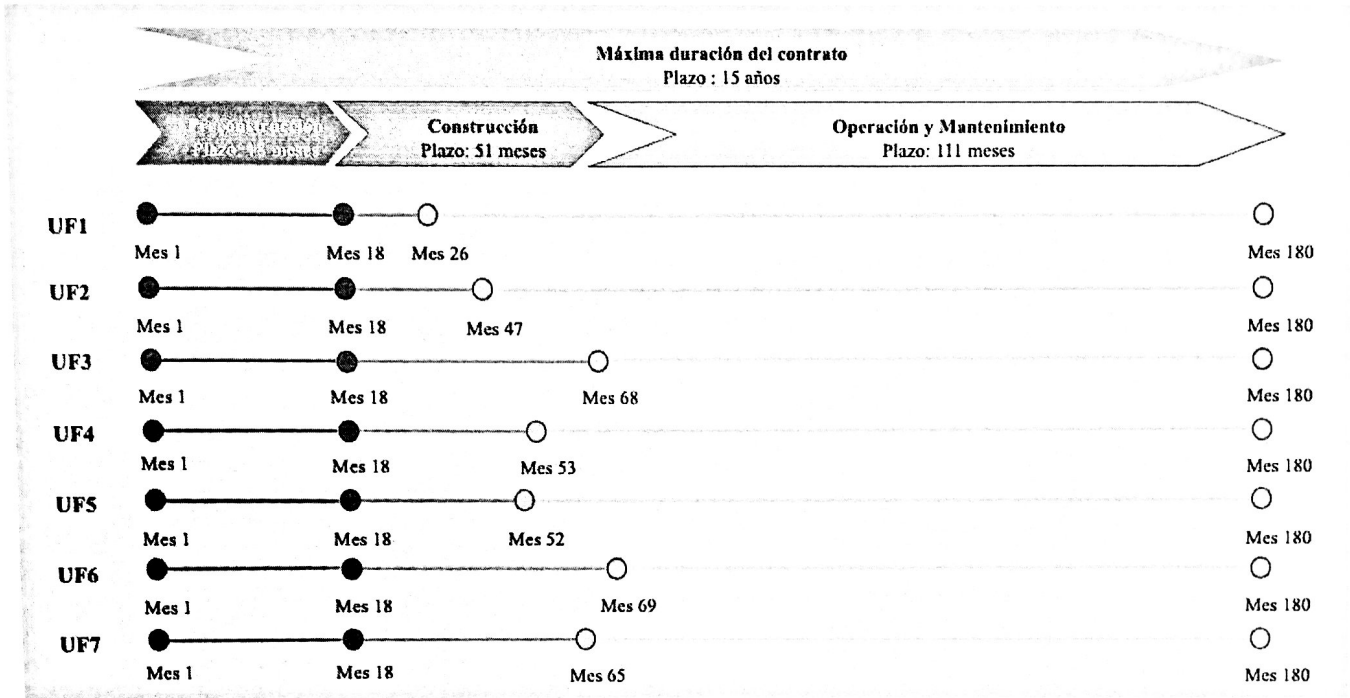 Máxima duración del contrato
Plazo : 15 años
Preconstrucción
Plazo: 18 meses
Construcción
Plazo: 51 meses
Operación y Mantenimiento
Plazo: 111 meses
UF1
Mes 1 Mes 18 Mes 26 Mes 180
UF2
Mes 1 Mes 18 Mes 47 Mes 180
UF3
Mes 1 Mes 18 Mes 68 Mes 180
UF4
Mes 1 Mes 18 Mes 53 Mes 180
UF5
Mes 1 Mes 18 Mes 52 Mes 180
UF6
Mes 1 Mes 18 Mes 69 Mes 180
UF7
Mes 1 Mes 18 Mes 65 Mes 180